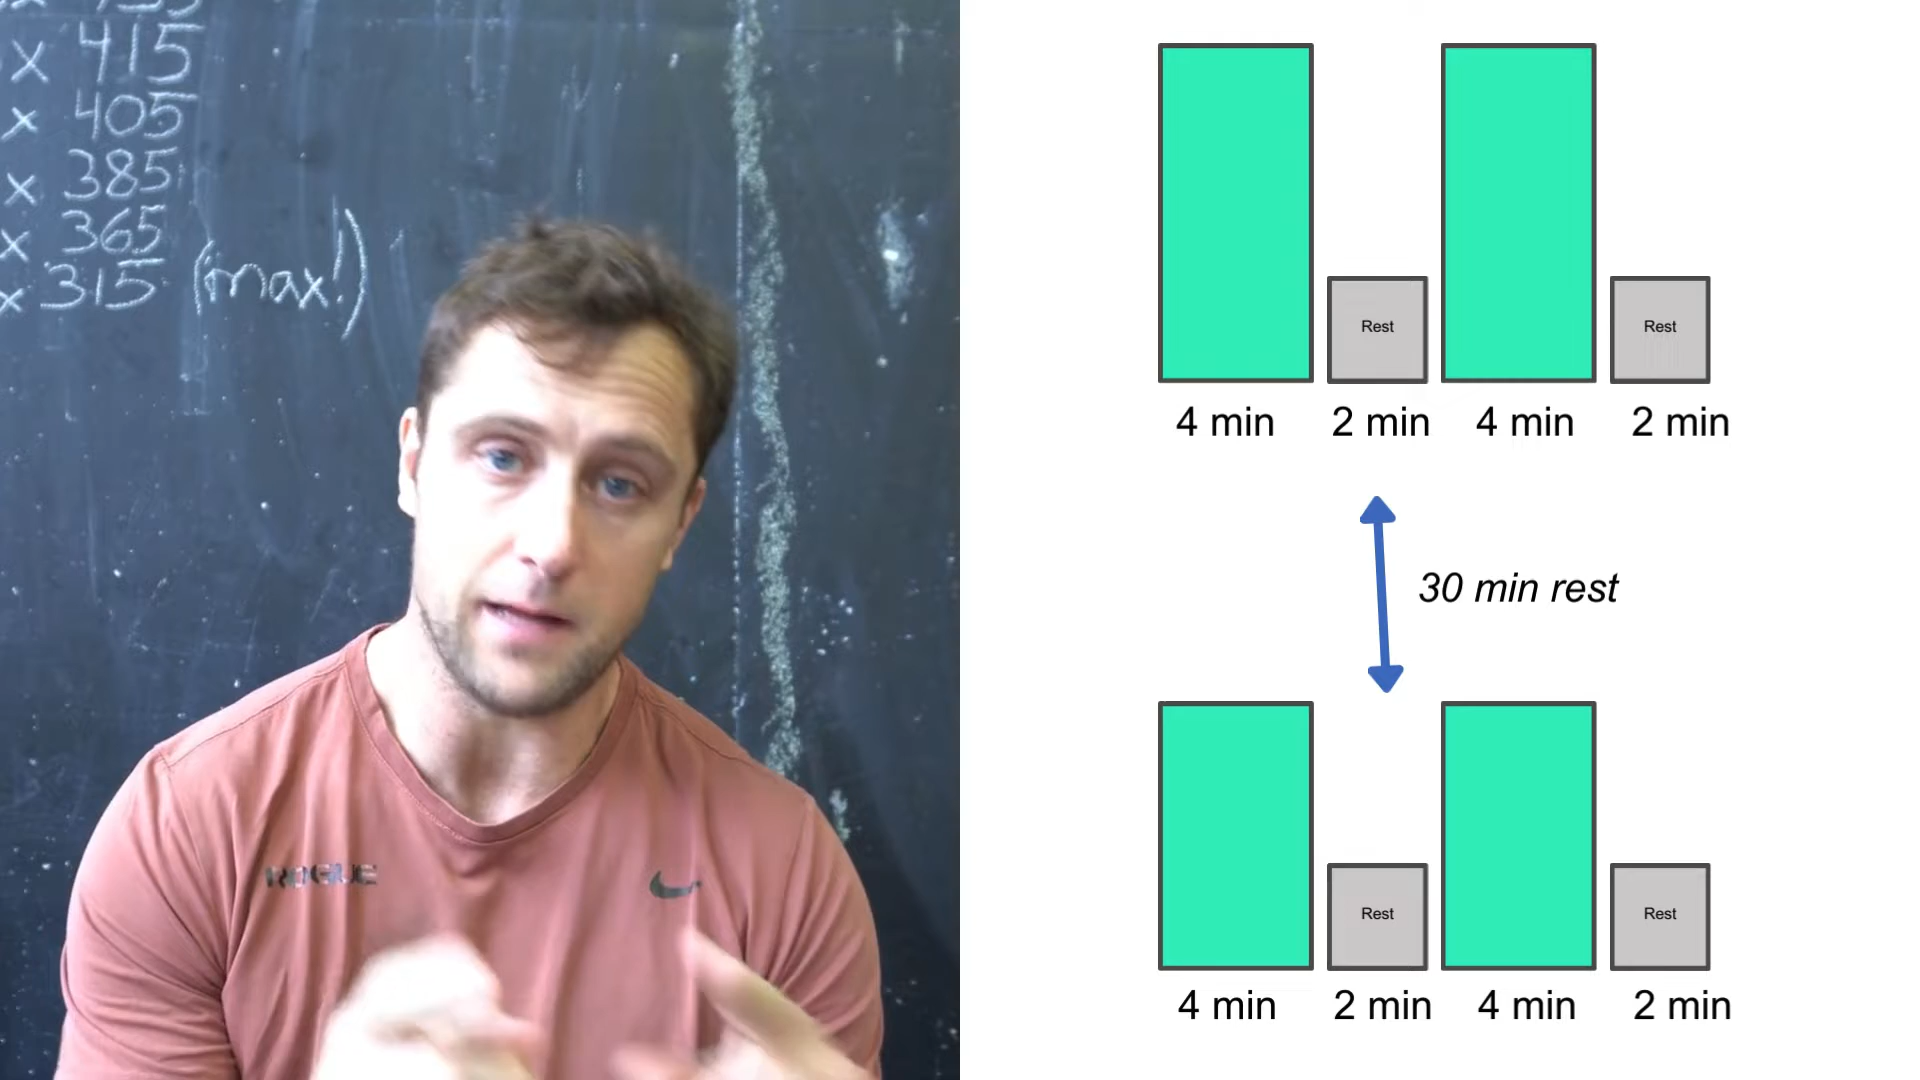 x 415
x 405
x 385
x 365
x 315 (max!)
ROGUE
Rest
Rest
4 min 2 min 4 min 2 min
30 min rest
Rest
Rest
4 min 2 min 4 min 2 min